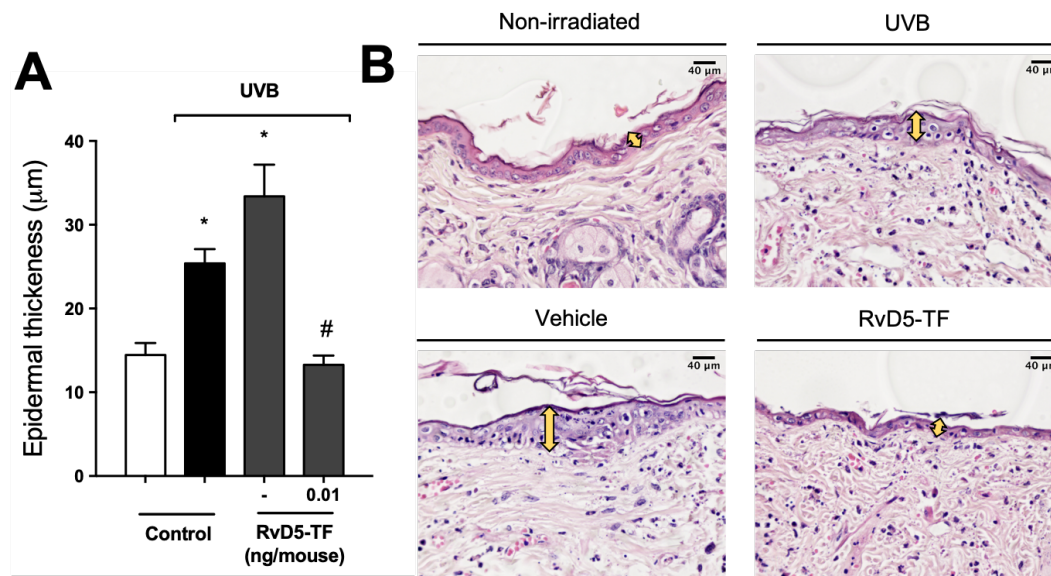 A
UVB
Epidermal thickeness (μm)
40
30
20
10
0
*
*
#
-
0.01
Control
RvD5-TF
(ng/mouse)
B
Non-irradiated
UVB
40 μm
40 μm
Vehicle
RvD5-TF
40 μm
40 μm